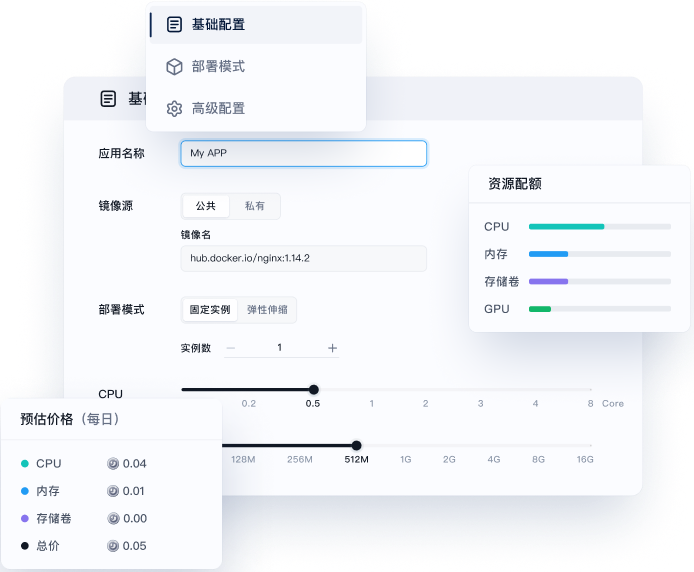 基础配置
部署模式
高级配置
基
应用名称
My APP
镜像源
公共 私有
镜像名
hub.docker.io/nginx:1.14.2
部署模式
固定实例 弹性伸缩
实例数 — 1 +
CPU
0.2 0.5 1 2 3 4 8 Core
128M 256M 512M 1G 2G 4G 8G 16G
资源配额
CPU
内存
存储卷
GPU
预估价格（每日）
CPU 0.04
内存 0.01
存储卷 0.00
总价 0.05